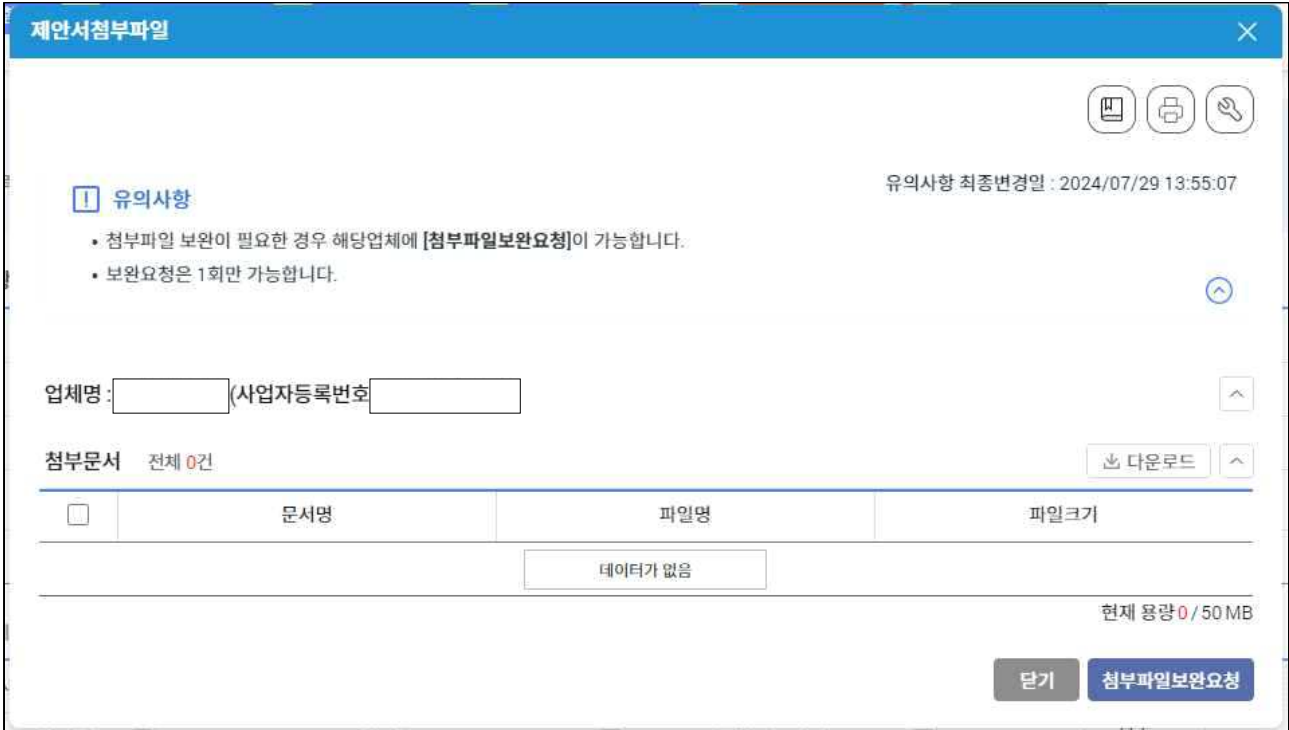 제안서첨부파일
유의사항 최종변경일 : 2024/07/29 13:55:07
유의사항
• 첨부파일 보완이 필요한 경우 해당업체에 [첨부파일보완요청]이 가능합니다.
• 보완요청은 1회만 가능합니다.
업체명 : (사업자등록번호
첨부문서 전체 0건 다운로드
문서명 파일명 파일크기
데이터가 없음
현재 용량 0 / 50 MB
닫기 첨부파일보완요청